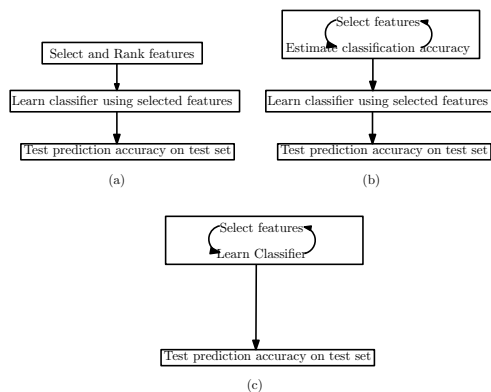 Select and Rank features
Learn classifier using selected features
Test prediction accuracy on test set
(a)
Select features
Estimate classification accuracy
Learn classifier using selected features
Test prediction accuracy on test set
(b)
Select features
Learn Classifier
Test prediction accuracy on test set
(c)